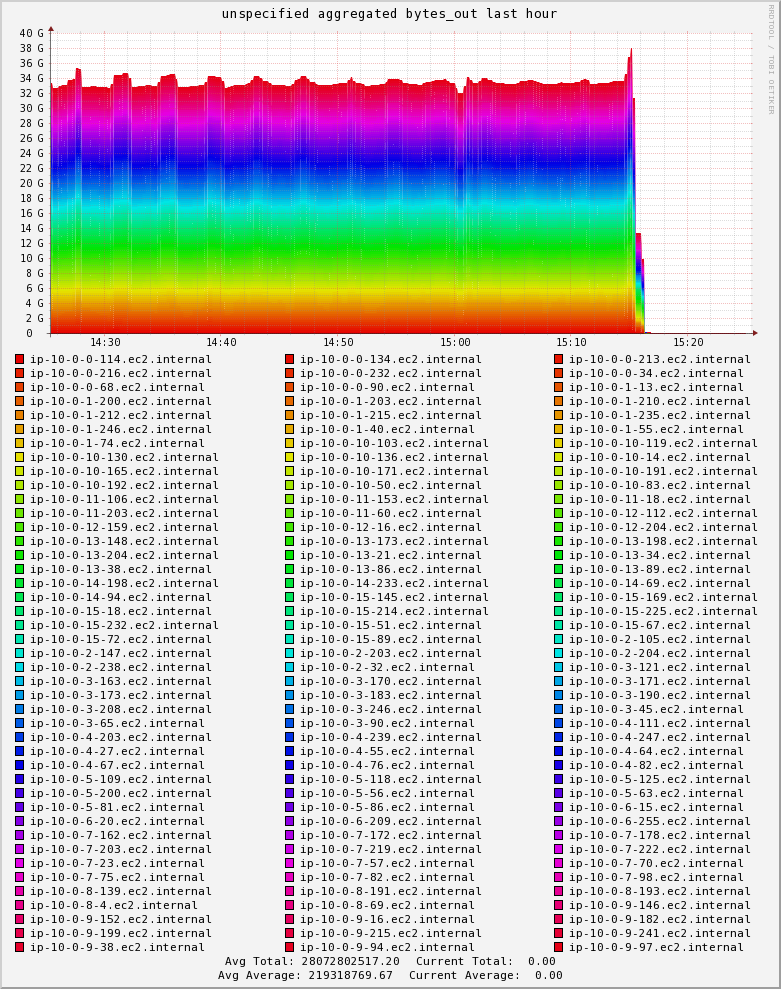 unspecified aggregated bytes_out last hour
RRDTOOL / TOBI OETIKER
40 G
38 G
36 G
34 G
32 G
30 G
28 G
26 G
24 G
22 G
20 G
18 G
16 G
14 G
12 G
10 G
8 G
6 G
4 G
2 G
0
14:30 14:40 14:50 15:00 15:10 15:20
ip-10-0-0-114.ec2.internal ip-10-0-0-134.ec2.internal ip-10-0-0-213.ec2.internal
ip-10-0-0-216.ec2.internal ip-10-0-0-232.ec2.internal ip-10-0-0-34.ec2.internal
ip-10-0-0-68.ec2.internal ip-10-0-0-90.ec2.internal ip-10-0-1-13.ec2.internal
ip-10-0-1-200.ec2.internal ip-10-0-1-203.ec2.internal ip-10-0-1-210.ec2.internal
ip-10-0-1-212.ec2.internal ip-10-0-1-215.ec2.internal ip-10-0-1-235.ec2.internal
ip-10-0-1-246.ec2.internal ip-10-0-1-40.ec2.internal ip-10-0-1-55.ec2.internal
ip-10-0-1-74.ec2.internal ip-10-0-10-103.ec2.internal ip-10-0-10-119.ec2.internal
ip-10-0-10-130.ec2.internal ip-10-0-10-136.ec2.internal ip-10-0-10-14.ec2.internal
ip-10-0-10-165.ec2.internal ip-10-0-10-171.ec2.internal ip-10-0-10-191.ec2.internal
ip-10-0-10-192.ec2.internal ip-10-0-10-50.ec2.internal ip-10-0-10-83.ec2.internal
ip-10-0-11-106.ec2.internal ip-10-0-11-153.ec2.internal ip-10-0-11-18.ec2.internal
ip-10-0-11-203.ec2.internal ip-10-0-11-60.ec2.internal ip-10-0-12-112.ec2.internal
ip-10-0-12-159.ec2.internal ip-10-0-12-16.ec2.internal ip-10-0-12-204.ec2.internal
ip-10-0-13-148.ec2.internal ip-10-0-13-173.ec2.internal ip-10-0-13-198.ec2.internal
ip-10-0-13-204.ec2.internal ip-10-0-13-21.ec2.internal ip-10-0-13-34.ec2.internal
ip-10-0-13-38.ec2.internal ip-10-0-13-86.ec2.internal ip-10-0-13-89.ec2.internal
ip-10-0-14-198.ec2.internal ip-10-0-14-233.ec2.internal ip-10-0-14-69.ec2.internal
ip-10-0-14-94.ec2.internal ip-10-0-15-145.ec2.internal ip-10-0-15-169.ec2.internal
ip-10-0-15-18.ec2.internal ip-10-0-15-214.ec2.internal ip-10-0-15-225.ec2.internal
ip-10-0-15-232.ec2.internal ip-10-0-15-51.ec2.internal ip-10-0-15-67.ec2.internal
ip-10-0-15-72.ec2.internal ip-10-0-15-89.ec2.internal ip-10-0-2-105.ec2.internal
ip-10-0-2-147.ec2.internal ip-10-0-2-203.ec2.internal ip-10-0-2-204.ec2.internal
ip-10-0-2-238.ec2.internal ip-10-0-2-32.ec2.internal ip-10-0-3-121.ec2.internal
ip-10-0-3-163.ec2.internal ip-10-0-3-170.ec2.internal ip-10-0-3-171.ec2.internal
ip-10-0-3-173.ec2.internal ip-10-0-3-183.ec2.internal ip-10-0-3-190.ec2.internal
ip-10-0-3-208.ec2.internal ip-10-0-3-246.ec2.internal ip-10-0-3-45.ec2.internal
ip-10-0-3-65.ec2.internal ip-10-0-3-90.ec2.internal ip-10-0-4-111.ec2.internal
ip-10-0-4-203.ec2.internal ip-10-0-4-239.ec2.internal ip-10-0-4-247.ec2.internal
ip-10-0-4-27.ec2.internal ip-10-0-4-55.ec2.internal ip-10-0-4-64.ec2.internal
ip-10-0-4-67.ec2.internal ip-10-0-4-76.ec2.internal ip-10-0-4-82.ec2.internal
ip-10-0-5-109.ec2.internal ip-10-0-5-118.ec2.internal ip-10-0-5-125.ec2.internal
ip-10-0-5-200.ec2.internal ip-10-0-5-56.ec2.internal ip-10-0-5-63.ec2.internal
ip-10-0-5-81.ec2.internal ip-10-0-5-86.ec2.internal ip-10-0-6-15.ec2.internal
ip-10-0-6-20.ec2.internal ip-10-0-6-209.ec2.internal ip-10-0-6-255.ec2.internal
ip-10-0-7-162.ec2.internal ip-10-0-7-172.ec2.internal ip-10-0-7-178.ec2.internal
ip-10-0-7-203.ec2.internal ip-10-0-7-219.ec2.internal ip-10-0-7-222.ec2.internal
ip-10-0-7-23.ec2.internal ip-10-0-7-57.ec2.internal ip-10-0-7-70.ec2.internal
ip-10-0-7-75.ec2.internal ip-10-0-7-82.ec2.internal ip-10-0-7-98.ec2.internal
ip-10-0-8-139.ec2.internal ip-10-0-8-191.ec2.internal ip-10-0-8-193.ec2.internal
ip-10-0-8-4.ec2.internal ip-10-0-8-69.ec2.internal ip-10-0-9-146.ec2.internal
ip-10-0-9-152.ec2.internal ip-10-0-9-16.ec2.internal ip-10-0-9-182.ec2.internal
ip-10-0-9-199.ec2.internal ip-10-0-9-215.ec2.internal ip-10-0-9-241.ec2.internal
ip-10-0-9-38.ec2.internal ip-10-0-9-94.ec2.internal ip-10-0-9-97.ec2.internal
Avg Total: 28072802517.20 Current Total: 0.00
Avg Average: 219318769.67 Current Average: 0.00